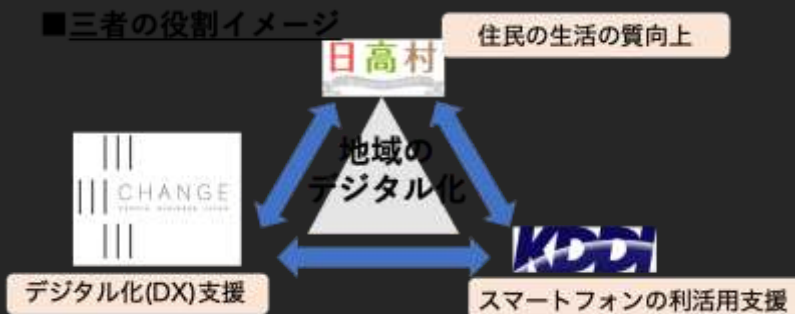 ■三者の役割イメージ
住民の生活の質向上
日高村
地域の
デジタル化
CHANGE
KDDI
デジタル化(DX)支援
スマートフォンの利活用支援